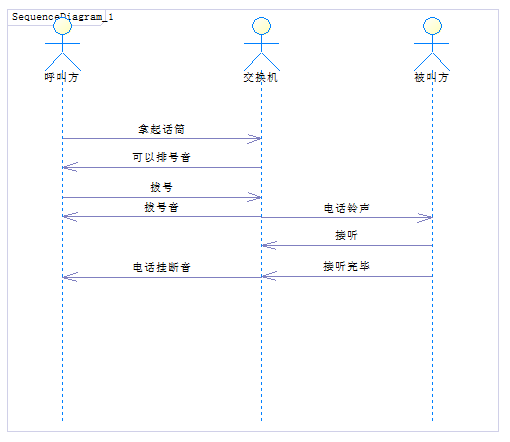 SequenceDiagram_1
呼叫方
交换机
被叫方
拿起话筒
可以排号音
拨号
拨号音
电话铃声
接听
电话挂断音
接听完毕